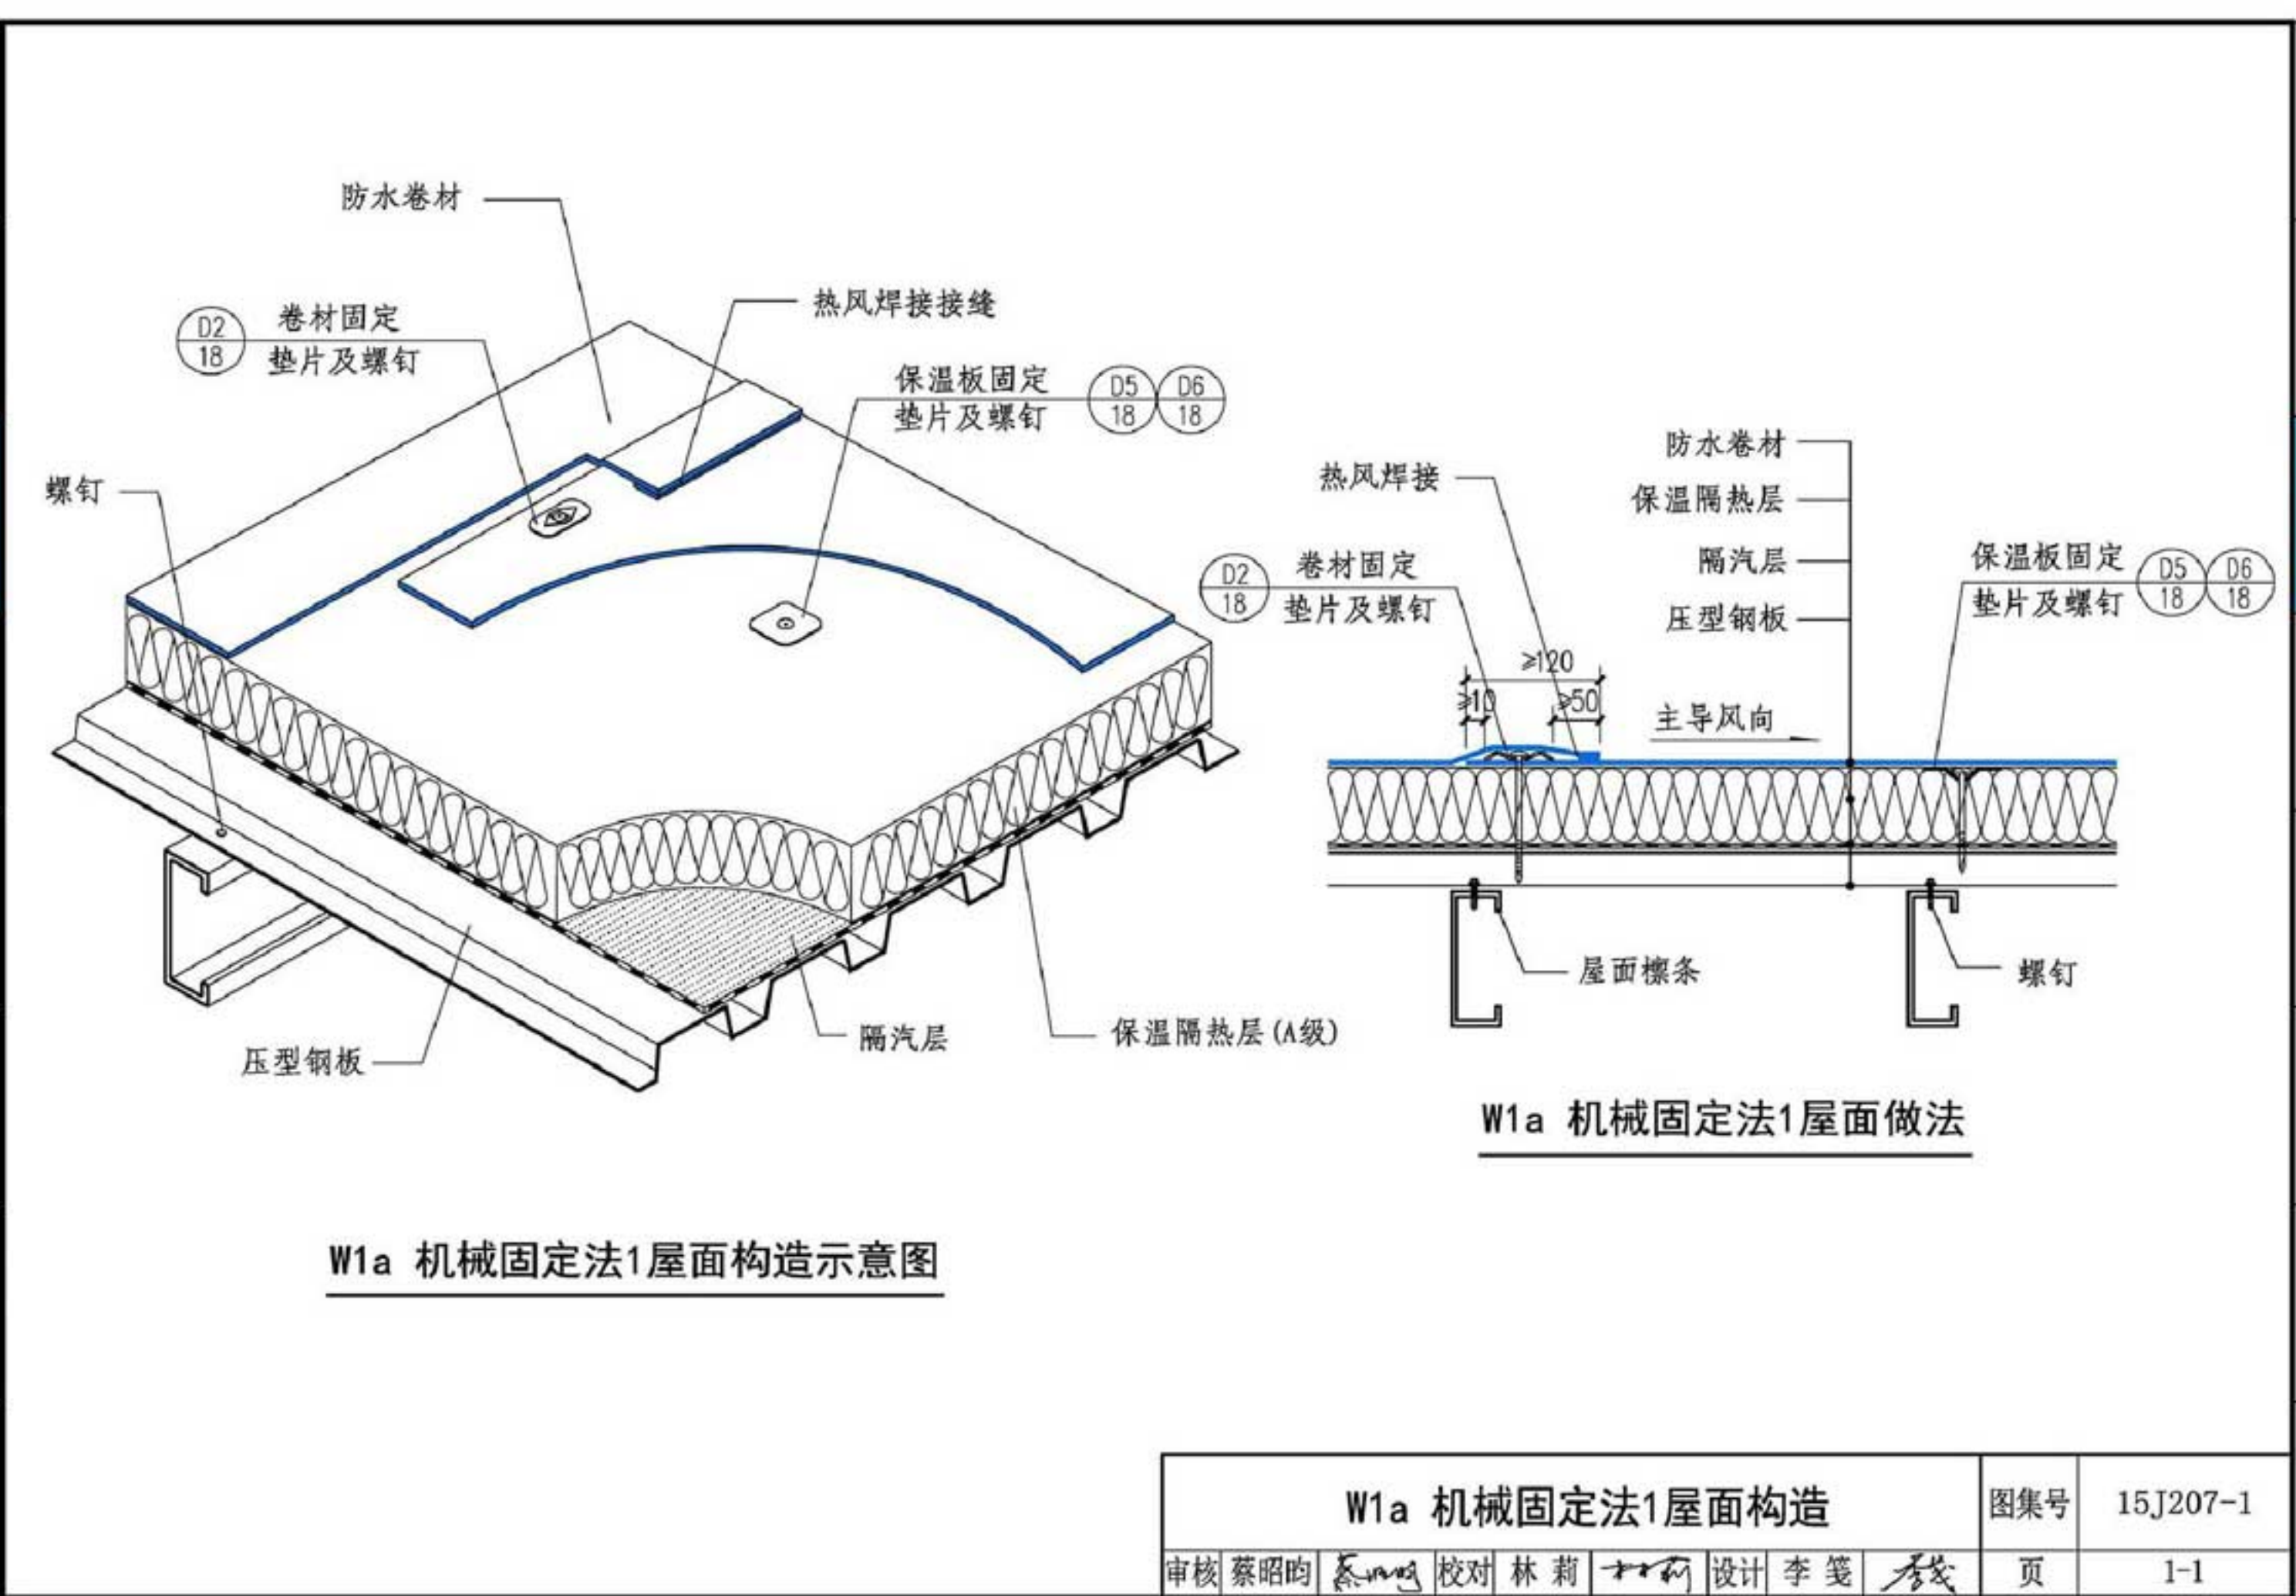 防水卷材
热风焊接接缝
D2
18
卷材固定
垫片及螺钉
保温板固定
垫片及螺钉
D5
18
D6
18
螺钉
压型钢板
隔汽层
保温隔热层(A级)
W1a 机械固定法1屋面构造示意图
防水卷材
保温隔热层
隔汽层
压型钢板
热风焊接
D2
18
卷材固定
垫片及螺钉
保温板固定
垫片及螺钉
D5
18
D6
18
≥120
≥10
≥50
主导风向
屋面檩条
螺钉
W1a 机械固定法1屋面做法
W1a 机械固定法1屋面构造
图集号
15J207-1
审核 蔡昭昀 校对 林莉 设计 李笺
页
1-1